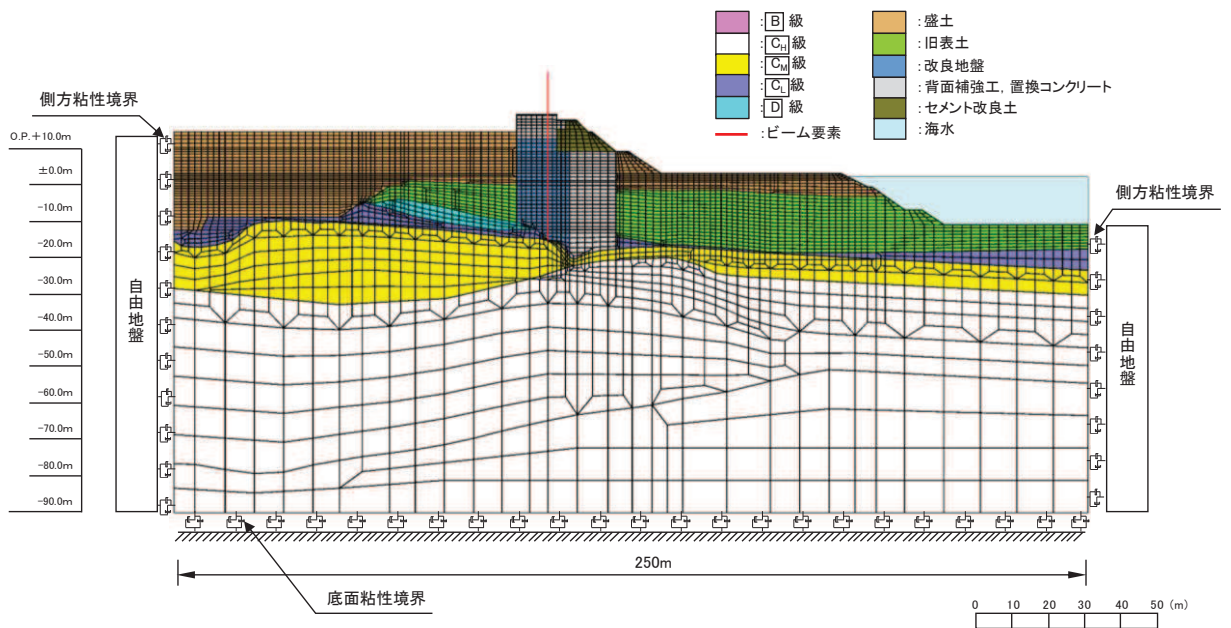 :B級
:CH級
:CM級
:CL級
:D級
:ビーム要素
:盛土
:旧表土
:改良地盤
:背面補強工，置換コンクリート
:セメント改良土
:海水
側方粘性境界
O.P.+10.0m
±0.0m
-10.0m
-20.0m
-30.0m
-40.0m
-50.0m
-60.0m
-70.0m
-80.0m
-90.0m
自由地盤
側方粘性境界
自由地盤
250m
底面粘性境界
0 10 20 30 40 50 (m)